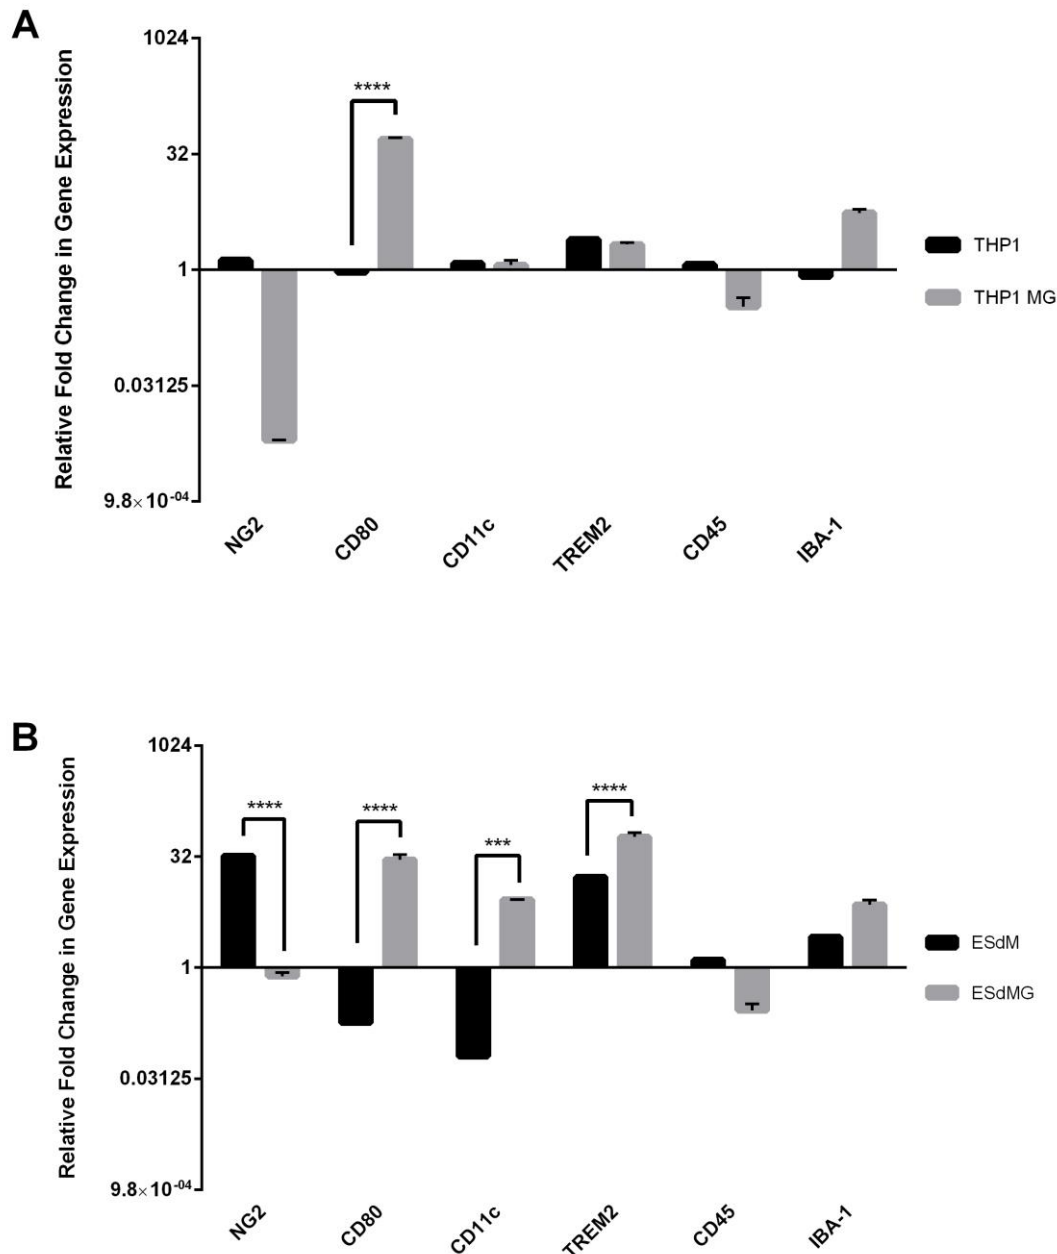 A
Relative Fold Change in Gene Expression
1024
32
1
0.03125
9.8×10⁻⁰⁴
****
NG2
CD80
CD11c
TREM2
CD45
IBA-1
THP1
THP1 MG
B
Relative Fold Change in Gene Expression
1024
32
1
0.03125
9.8×10⁻⁰⁴
****
****
***
****
NG2
CD80
CD11c
TREM2
CD45
IBA-1
ESdM
ESdMG